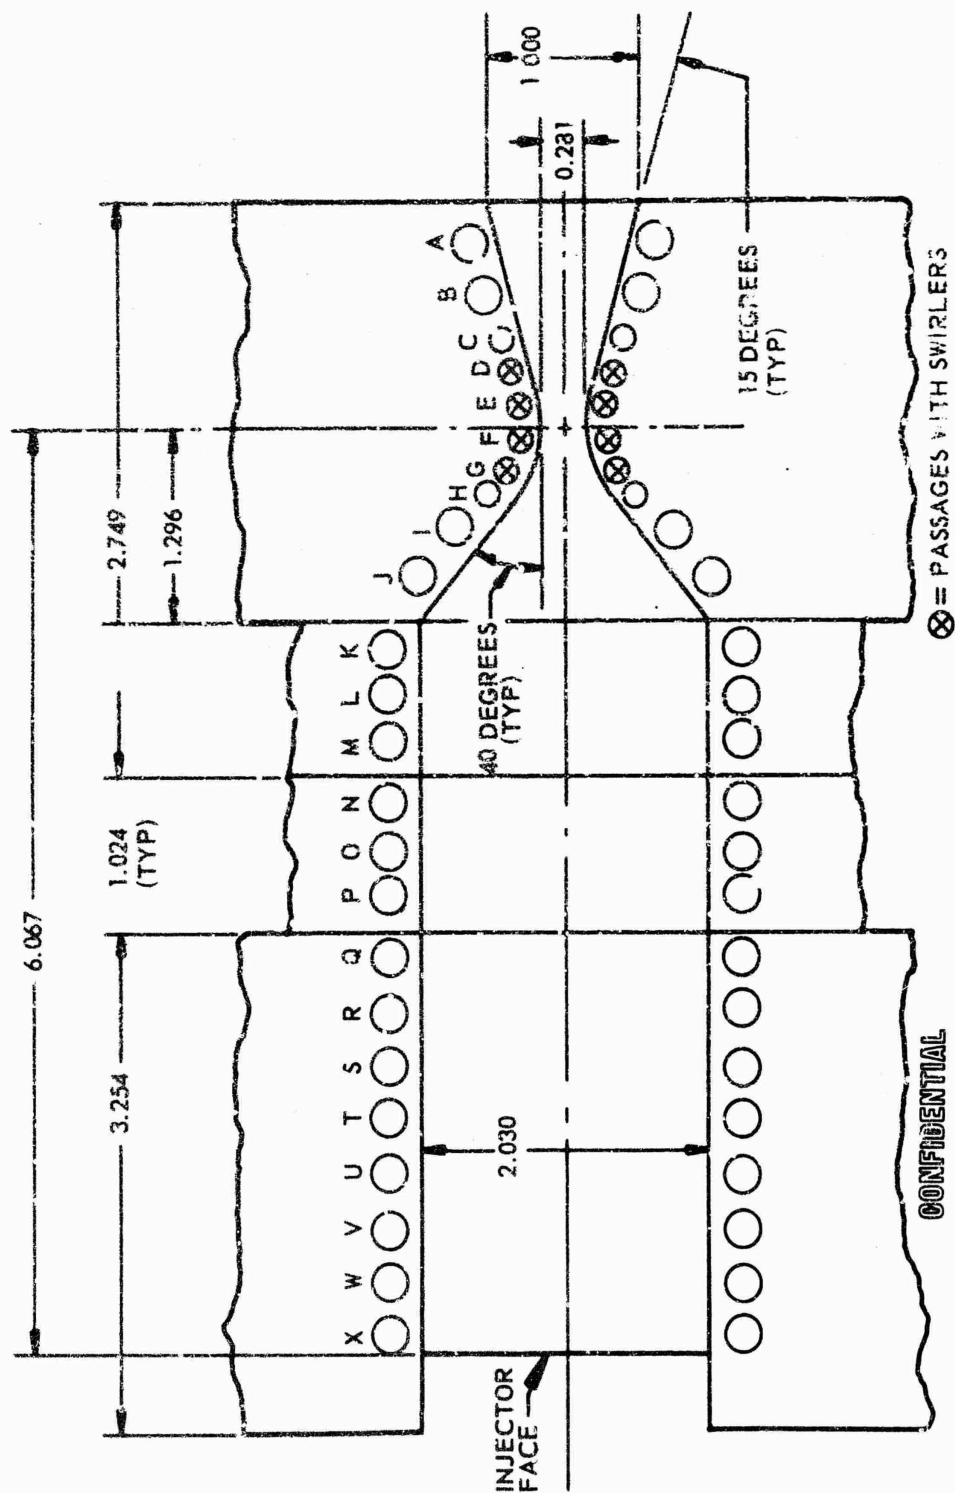 6.067
3.254
1.024
(TYP)
2.749
1.296
X W V U T S R Q P O N M L K J I H G F E D C B A
INJECTOR
FACE
2.030
40 DEGREES
(TYP)
0.281
1.000
15 DEGREES
(TYP)
= PASSAGES WITH SWIRLERS
CONFIDENTIAL